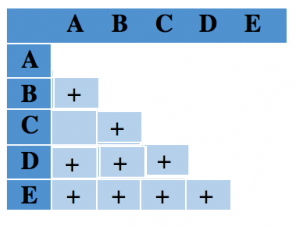 A B C D E
A
B +
C +
D + + +
E + + + +